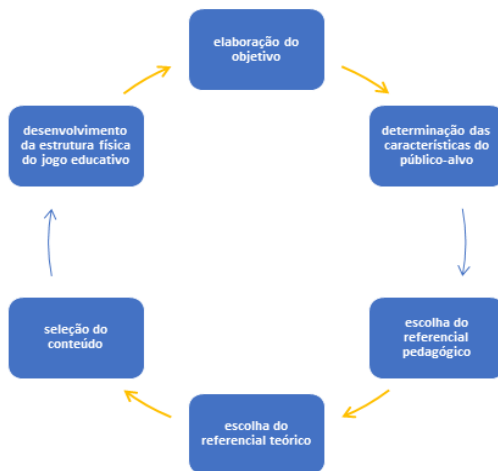 elaboração do
objetivo
determinação das
características do
público-alvo
escolha do
referencial
pedagógico
escolha do
referencial teórico
seleção do
conteúdo
desenvolvimento
da estrutura física
do jogo educativo